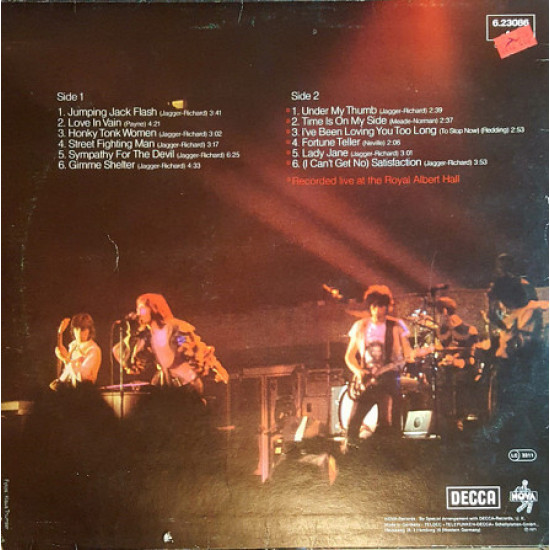 6.23086
Side 1
1. Jumping Jack Flash (Jagger-Richard) 3:41
2. Love In Vain (Payne) 4:21
3. Honky Tonk Women (Jagger-Richard) 3:02
4. Street Fighting Man (Jagger-Richard) 3:17
5. Sympathy For The Devil (Jagger-Richard) 6:25
6. Gimme Shelter (Jagger-Richard) 4:33
Side 2
*1. Under My Thumb (Jagger-Richard) 2:39
*2. Time Is On My Side (Meade-Norman) 2:37
*3. I've Been Loving You Too Long (To Stop Now) (Redding) 2:53
*4. Fortune Teller (Neville) 2:06
*5. Lady Jane (Jagger-Richard) 3:01
*6. (I Can't Get No) Satisfaction (Jagger-Richard) 3:53
*Recorded live at the Royal Albert Hall
DECCA
NOVA